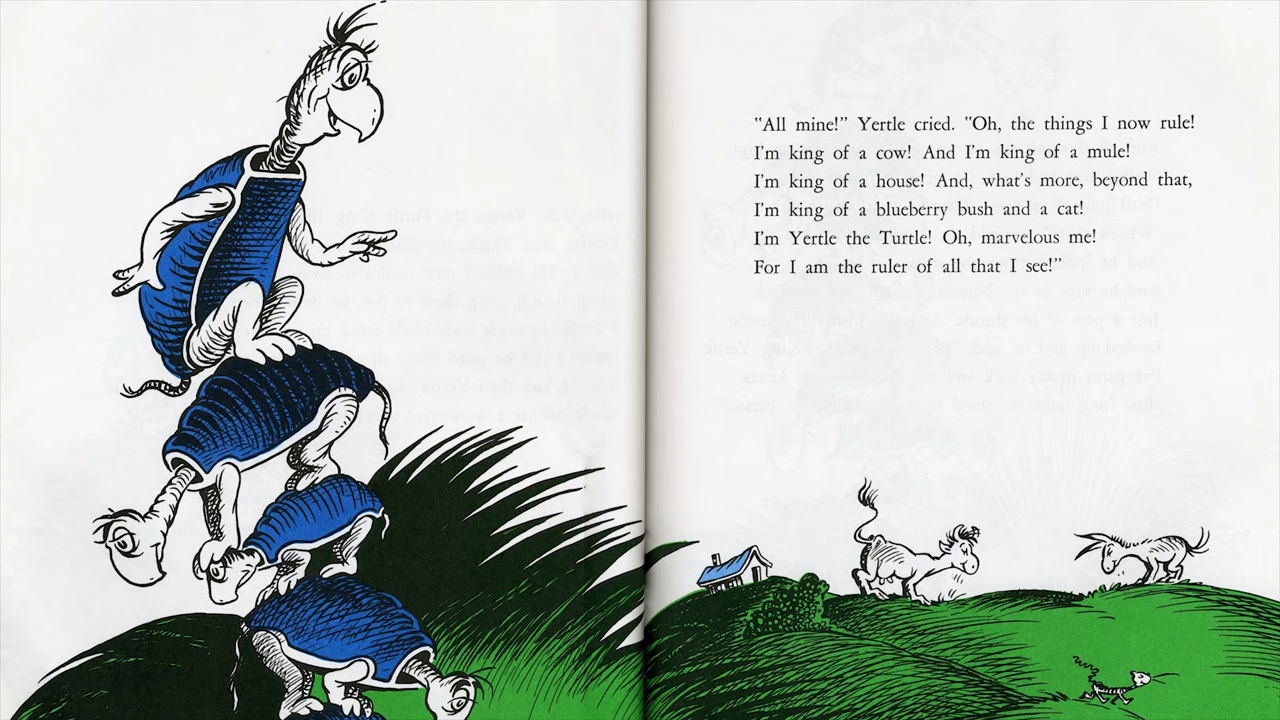 "All mine!" Yertle cried. "Oh, the things I now rule!
I'm king of a cow! And I'm king of a mule!
I'm king of a house! And, what's more, beyond that,
I'm king of a blueberry bush and a cat!
I'm Yertle the Turtle! Oh, marvelous me!
For I am the ruler of all that I see!"